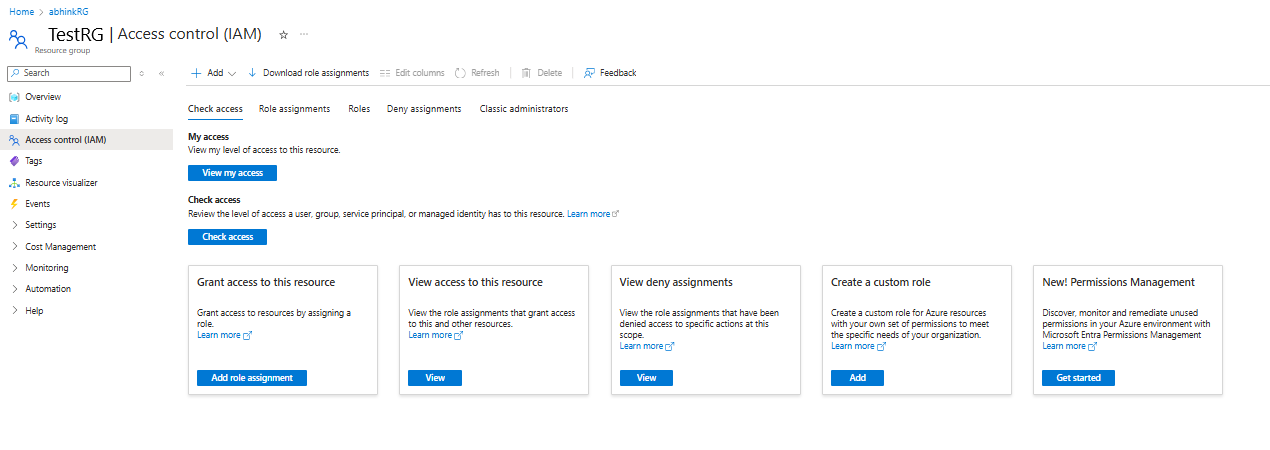 Home > abhinkRG
TestRG | Access control (IAM) ☆ ···
Resource group
Search
+ Add Download role assignments Edit columns Refresh Delete Feedback
Overview
Activity log
Access control (IAM)
Tags
Resource visualizer
Events
Settings
Cost Management
Monitoring
Automation
Help
Check access Role assignments Roles Deny assignments Classic administrators
My access
View my level of access to this resource.
View my access
Check access
Review the level of access a user, group, service principal, or managed identity has to this resource. Learn more
Check access
Grant access to this resource
Grant access to resources by assigning a
role.
Learn more
Add role assignment
View access to this resource
View the role assignments that grant access
to this and other resources.
Learn more
View
View deny assignments
View the role assignments that have been
denied access to specific actions at this
scope.
Learn more
View
Create a custom role
Create a custom role for Azure resources
with your own set of permissions to meet
the specific needs of your organization.
Learn more
Add
New! Permissions Management
Discover, monitor and remediate unused
permissions in your Azure environment with
Microsoft Entra Permissions Management
Learn more
Get started